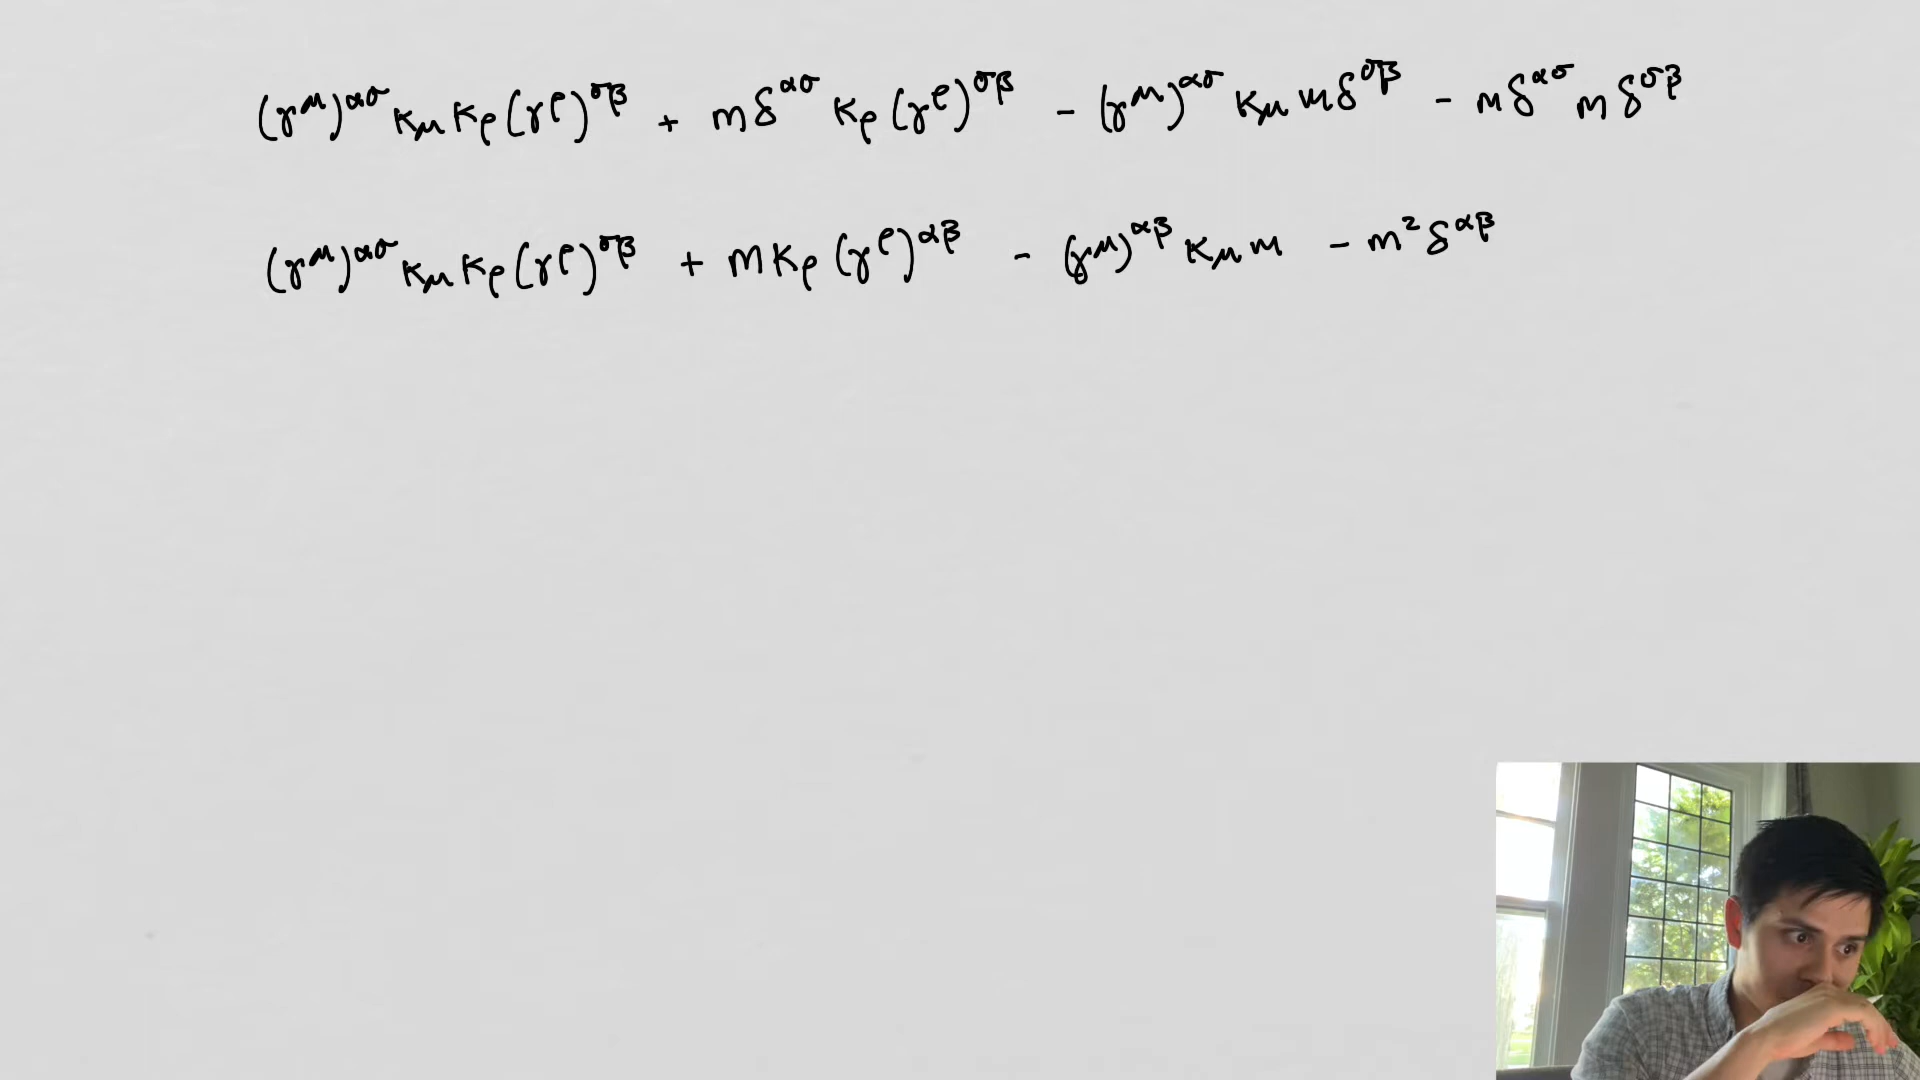 (γ^μ)^{ασ} k_μ k_ρ (γ^ρ)^{σβ} + m δ^{ασ} k_ρ (γ^ρ)^{σβ} - (γ^μ)^{ασ} k_μ m δ^{σβ} - m δ^{ασ} m δ^{σβ}
(γ^μ)^{ασ} k_μ k_ρ (γ^ρ)^{σβ} + m k_ρ (γ^ρ)^{αβ} - (γ^μ)^{αβ} k_μ m - m^2 δ^{αβ}